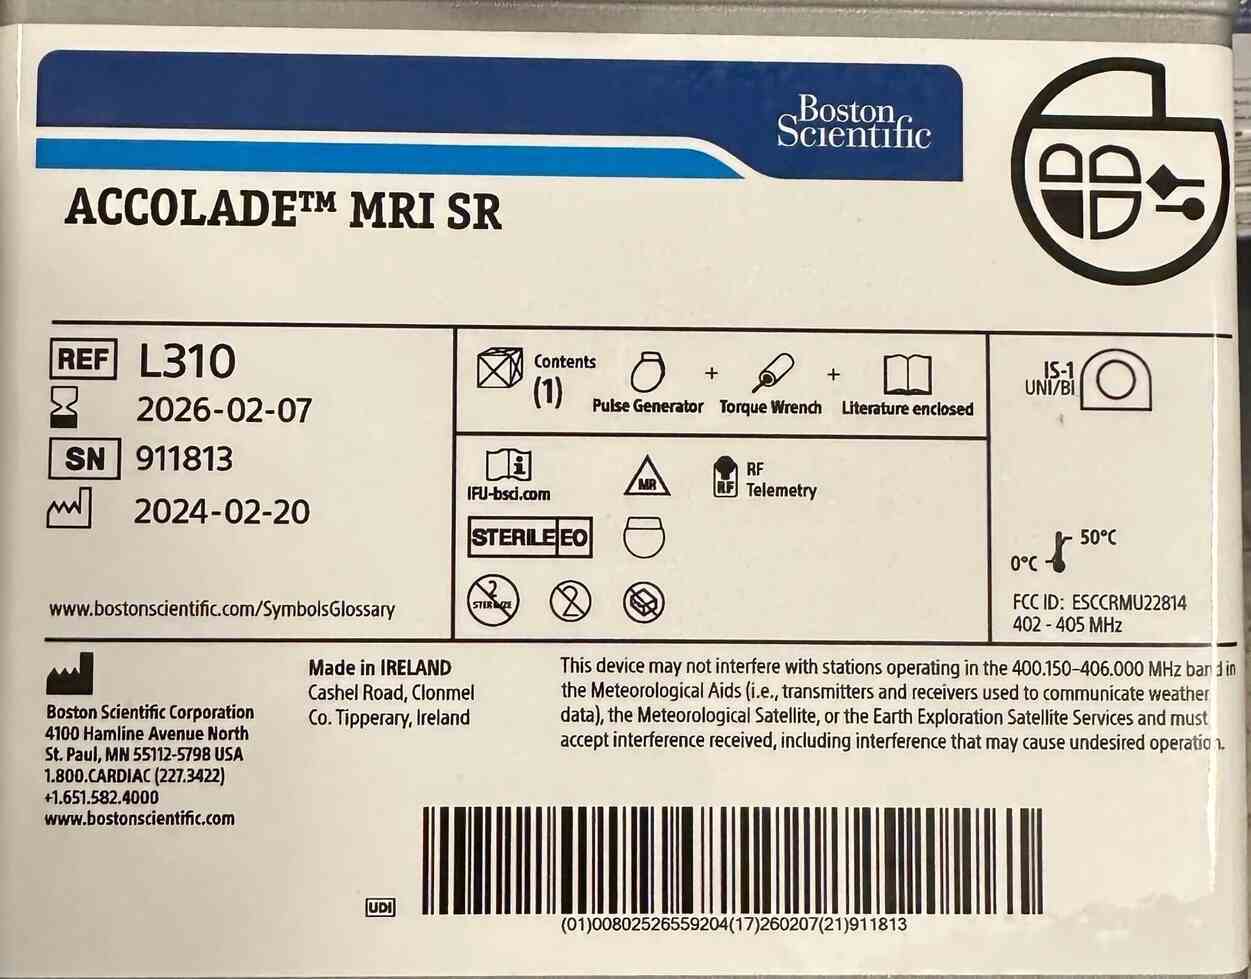 Boston
Scientific
ACCOLADE™ MRI SR
REF L310
2026-02-07
SN 911813
2024-02-20
www.bostonscientific.com/SymbolsGlossary
Contents
(1)
Pulse Generator + Torque Wrench + Literature enclosed
IFU-bsci.com
MR
RF
RF
Telemetry
STERILE EO
2
STERILIZE
2
IS-1
UNI/BI
50°C
0°C
FCC ID: ESCCRMU22814
402 - 405 MHz
Boston Scientific Corporation
4100 Hamline Avenue North
St. Paul, MN 55112-5798 USA
1.800.CARDIAC (227.3422)
+1.651.582.4000
www.bostonscientific.com
Made in IRELAND
Cashel Road, Clonmel
Co. Tipperary, Ireland
This device may not interfere with stations operating in the 400.150–406.000 MHz band in
the Meteorological Aids (i.e., transmitters and receivers used to communicate weather
data), the Meteorological Satellite, or the Earth Exploration Satellite Services and must
accept interference received, including interference that may cause undesired operation.
UDI
(01)00802526559204(17)260207(21)911813